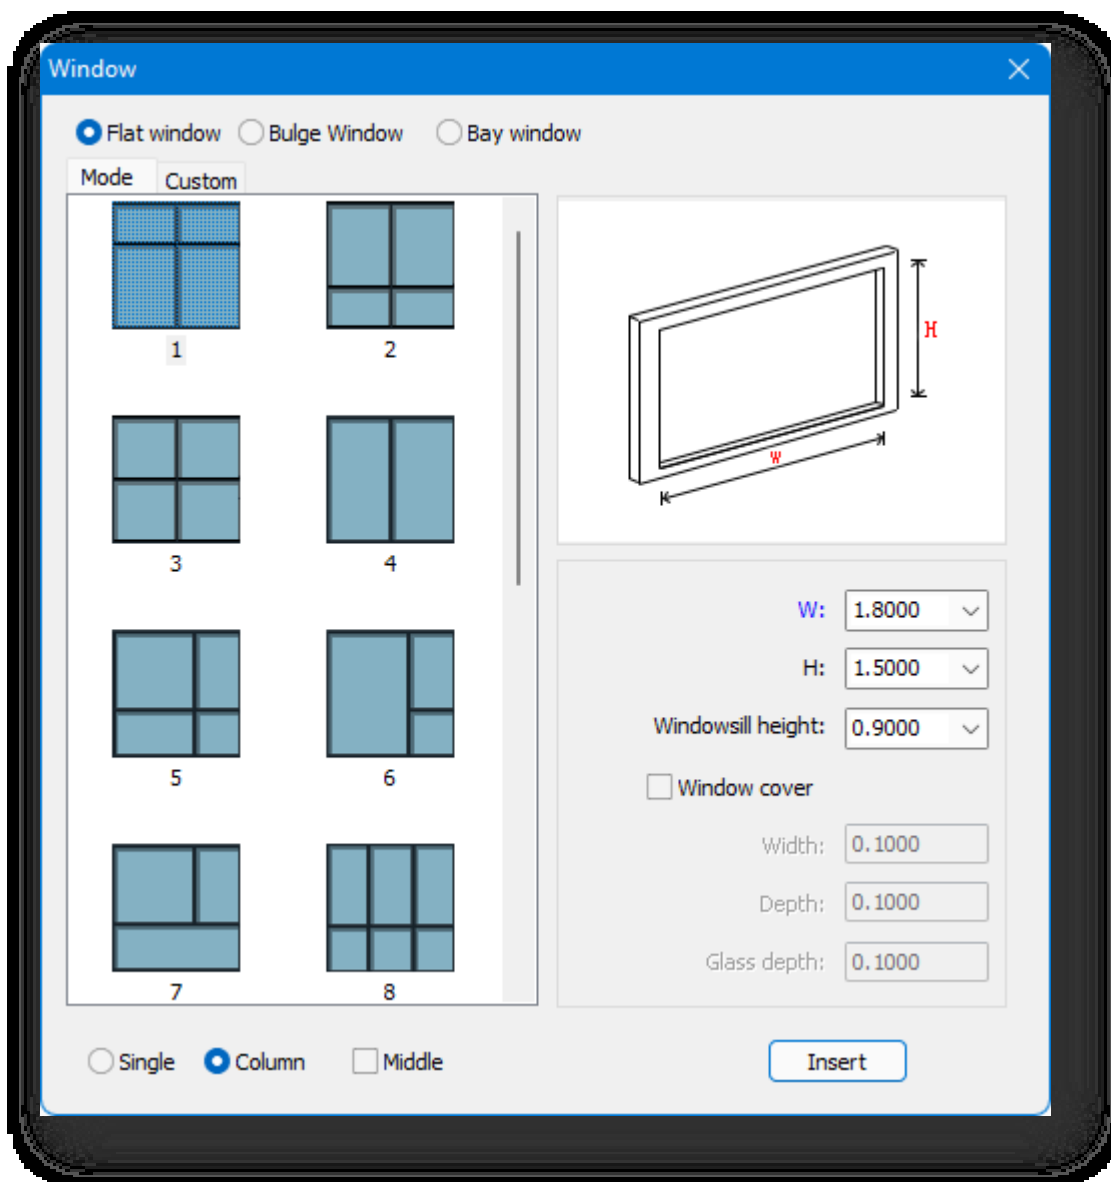 Window
Flat window Bulge Window Bay window
Mode Custom
1 2
3 4
5 6
7 8
H
W
W: 1.8000
H: 1.5000
Windowsill height: 0.9000
Window cover
Width: 0.1000
Depth: 0.1000
Glass depth: 0.1000
Single Column Middle Insert